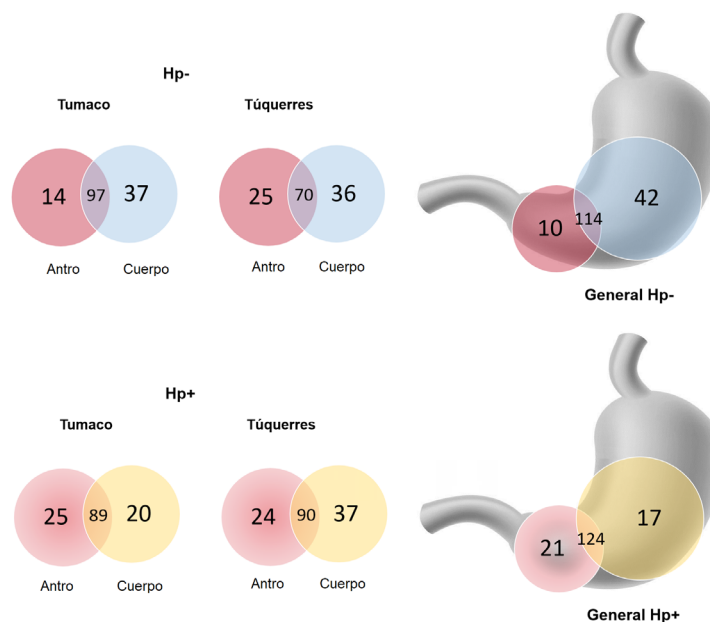 Hp-
Tumaco
Túquerres
14 97 37
25 70 36
Antro Cuerpo
Antro Cuerpo
10 114 42
General Hp-
Hp+
Tumaco
Túquerres
25 89 20
24 90 37
Antro Cuerpo
Antro Cuerpo
21 124 17
General Hp+